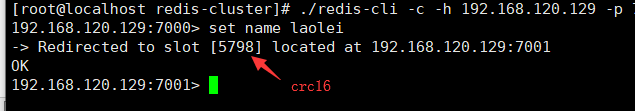 [root@localhost redis-cluster]# ./redis-cli -c -h 192.168.120.129 -p
192.168.120.129:7000> set name laolei
-> Redirected to slot [5798] located at 192.168.120.129:7001
OK
192.168.120.129:7001>
crc16